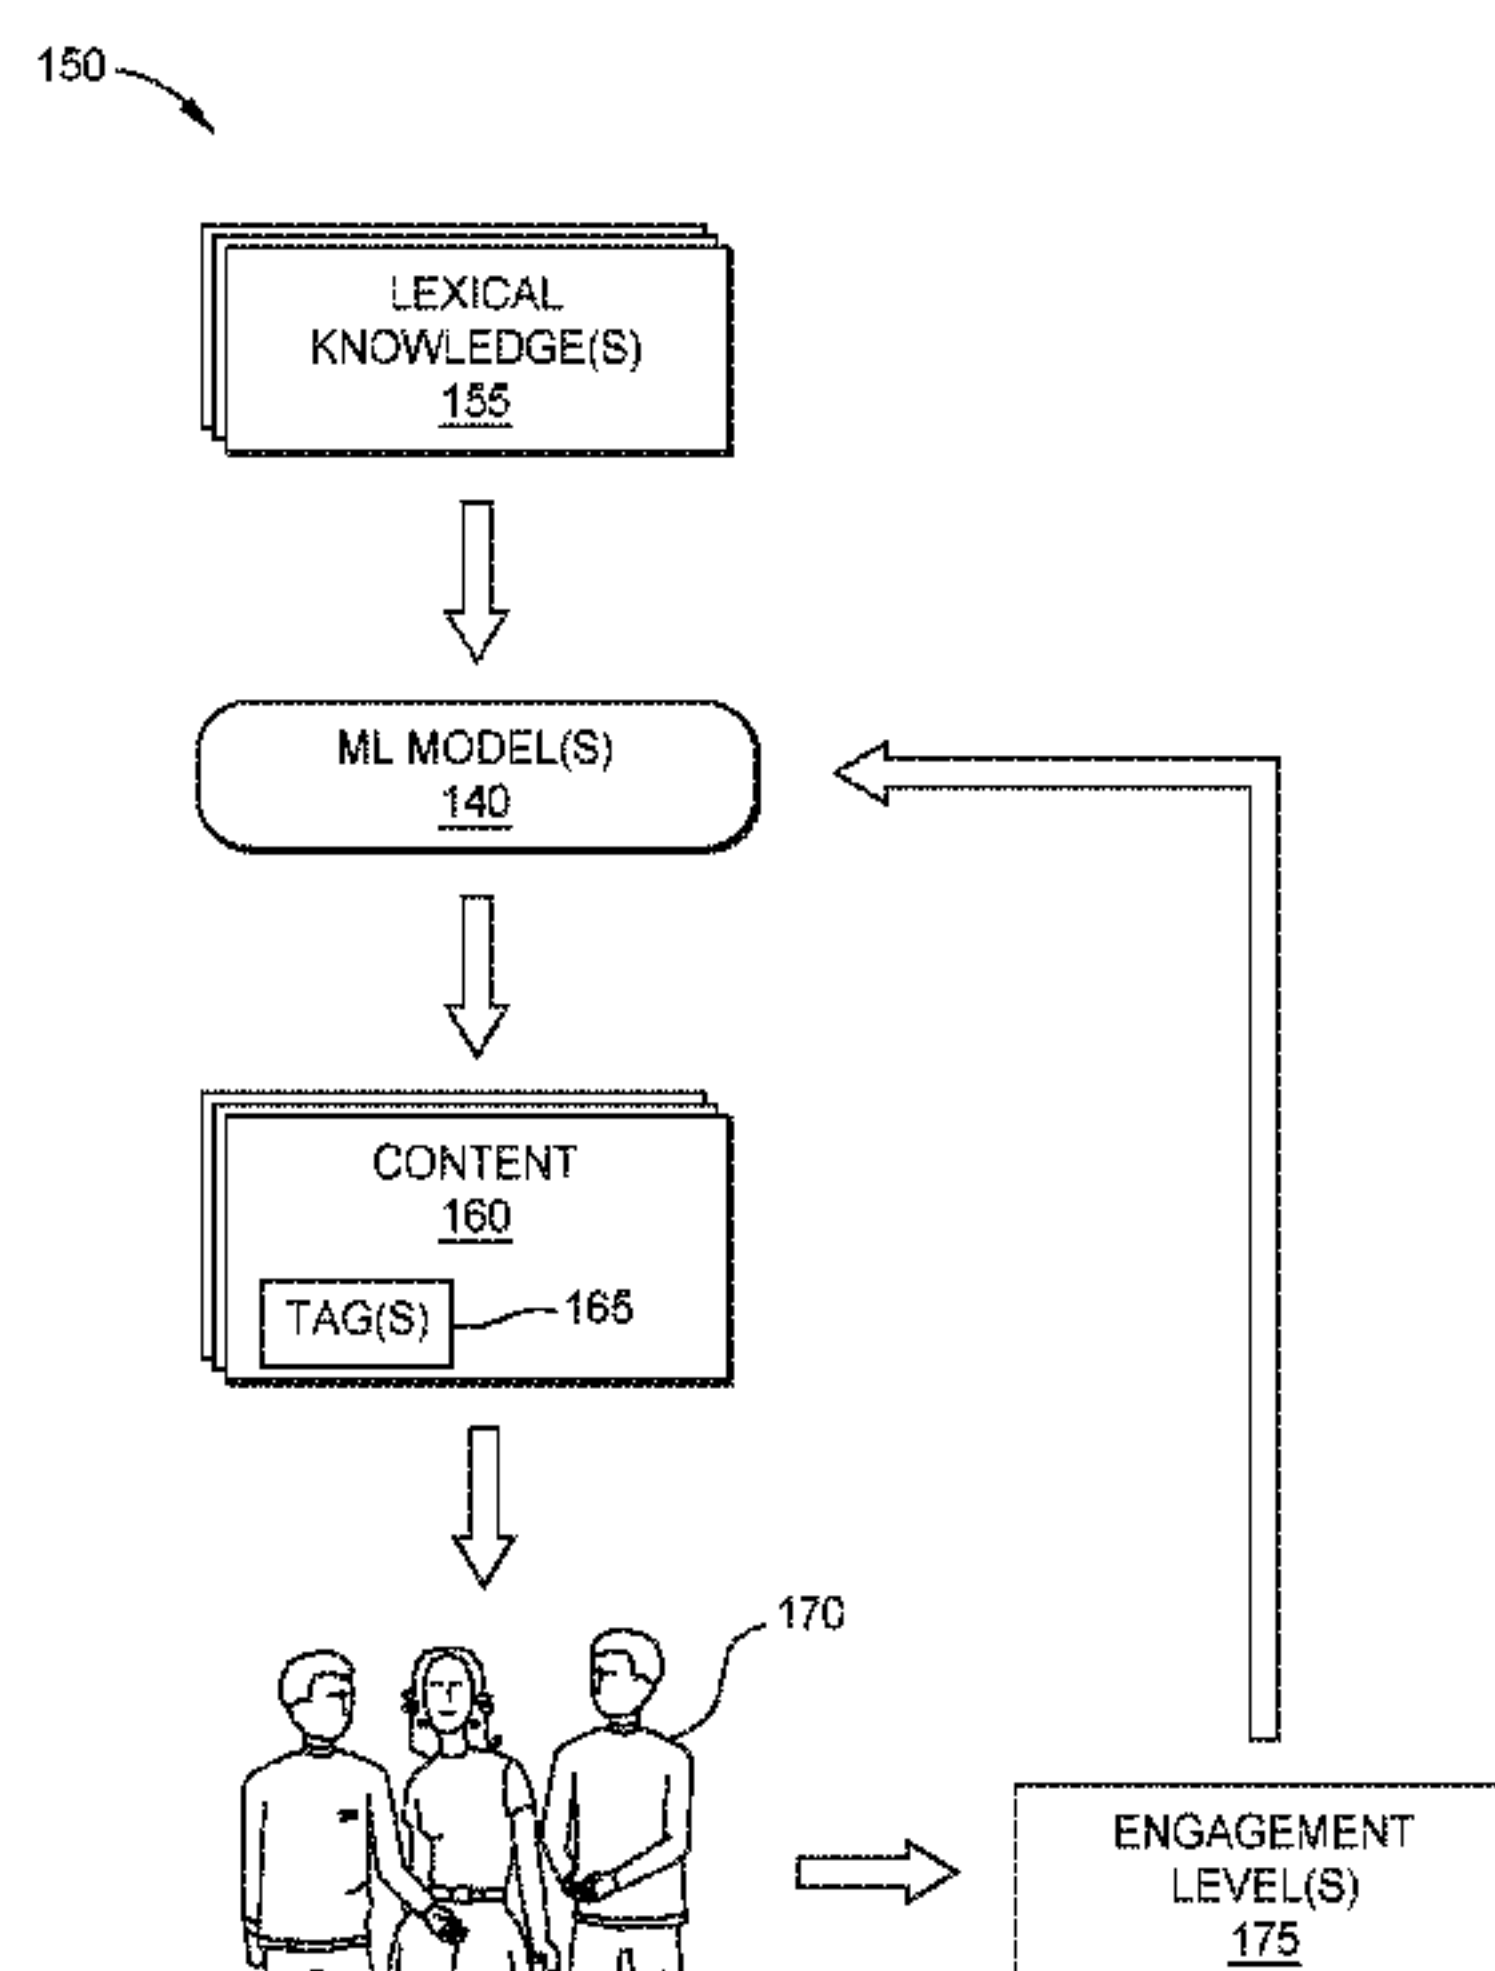 150
LEXICAL
KNOWLEDGE(S)
155
ML MODEL(S)
140
CONTENT
160
TAG(S)
165
170
ENGAGEMENT
LEVEL(S)
175